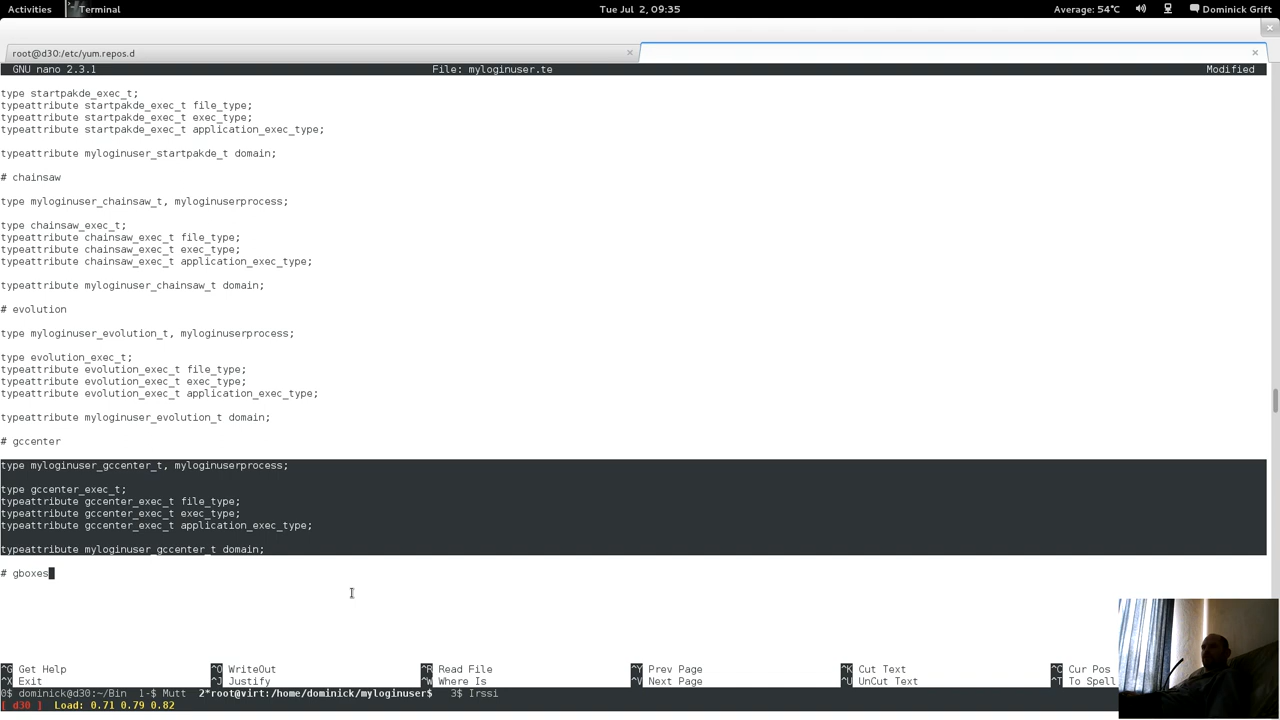 Activities Terminal Tue Jul 2, 09:35 Average: 54°C Dominick Grift
root@d30:/etc/yum.repos.d
GNU nano 2.3.1 File: myloginuser.te Modified
type startpakde_exec_t;
typeattribute startpakde_exec_t file_type;
typeattribute startpakde_exec_t exec_type;
typeattribute startpakde_exec_t application_exec_type;
typeattribute myloginuser_startpakde_t domain;
# chainsaw
type myloginuser_chainsaw_t, myloginuserprocess;
type chainsaw_exec_t;
typeattribute chainsaw_exec_t file_type;
typeattribute chainsaw_exec_t exec_type;
typeattribute chainsaw_exec_t application_exec_type;
typeattribute myloginuser_chainsaw_t domain;
# evolution
type myloginuser_evolution_t, myloginuserprocess;
type evolution_exec_t;
typeattribute evolution_exec_t file_type;
typeattribute evolution_exec_t exec_type;
typeattribute evolution_exec_t application_exec_type;
typeattribute myloginuser_evolution_t domain;
# gccenter
type myloginuser_gccenter_t, myloginuserprocess;
type gccenter_exec_t;
typeattribute gccenter_exec_t file_type;
typeattribute gccenter_exec_t exec_type;
typeattribute gccenter_exec_t application_exec_type;
typeattribute myloginuser_gccenter_t domain;
# gboxes
^G Get Help ^O WriteOut ^R Read File ^Y Prev Page ^K Cut Text ^C Cur Pos
^X Exit ^J Justify ^W Where Is ^V Next Page ^U UnCut Text ^T To Spell
0$ dominick@d30:~/Bin 1-$ Mutt 2*root@virt:/home/dominick/myloginuser$ 3$ Irssi
[ d30 ] Load: 0.71 0.79 0.82